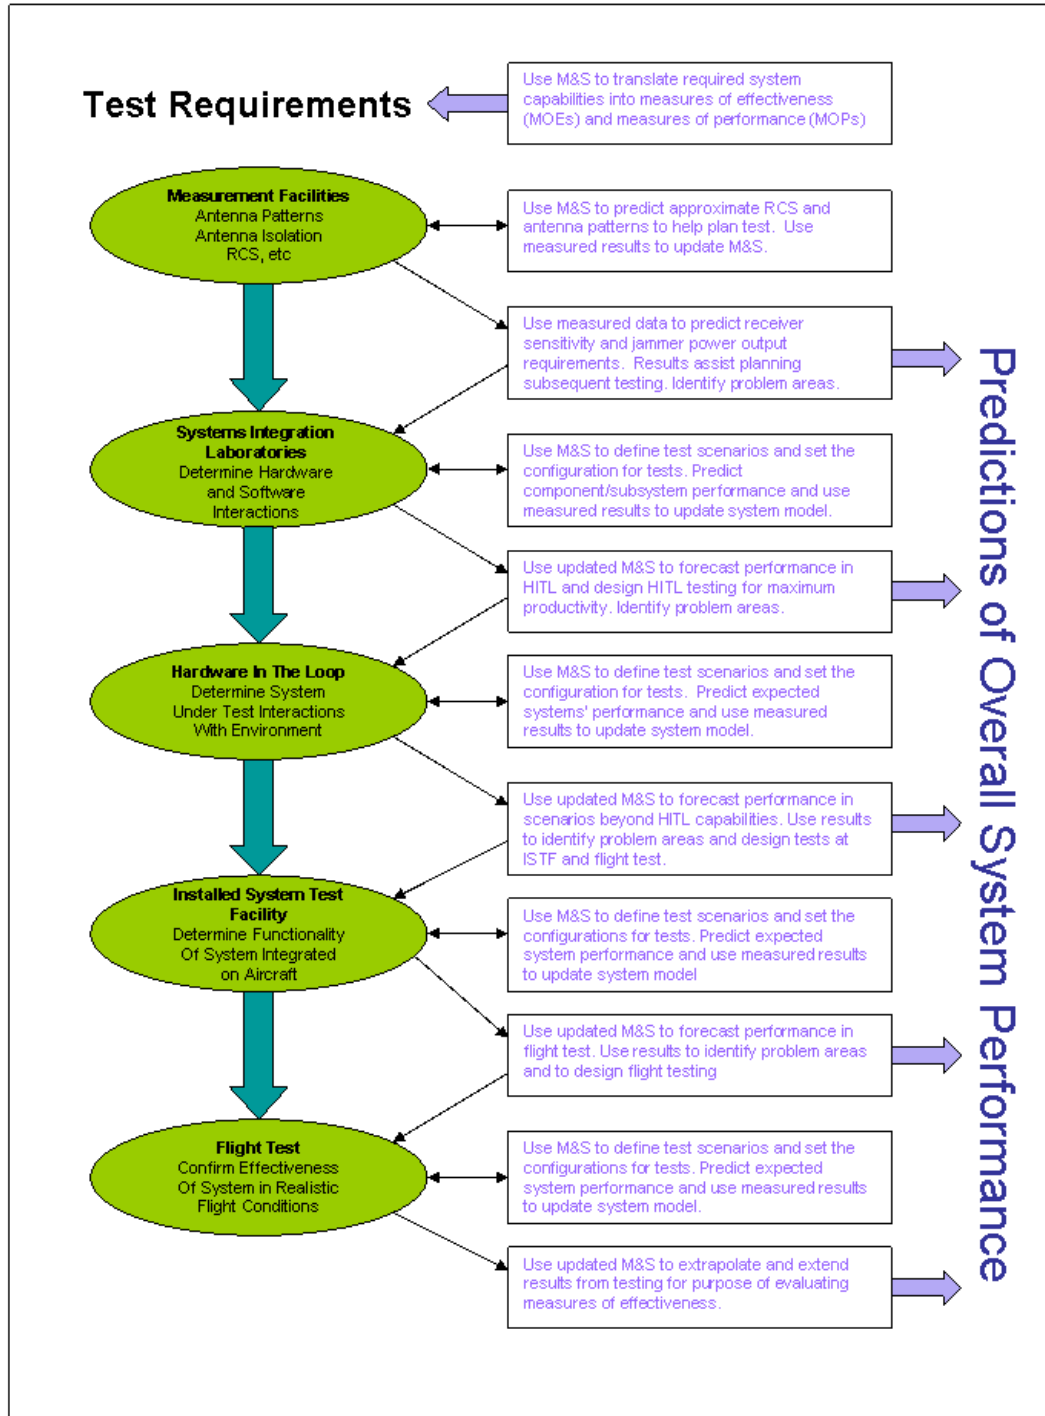 Test Requirements
Use M&S to translate required system
capabilities into measures of effectiveness
(MOEs) and measures of performance (MOPs)
Measurement Facilities
Antenna Patterns
Antenna Isolation
RCS, etc
Use M&S to predict approximate RCS and
antenna patterns to help plan test.  Use
measured results to update M&S.
Use measured data to predict receiver
sensitivity and jammer power output
requirements.  Results assist planning
subsequent testing. Identify problem areas.
Systems Integration
Laboratories
Determine Hardware
and Software
Interactions
Use M&S to define test scenarios and set the
configuration for tests. Predict
component/subsystem performance and use
measured results to update system model.
Use updated M&S to forecast performance in
HITL and design HITL testing for maximum
productivity. Identify problem areas.
Hardware In The Loop
Determine System
Under Test Interactions
With Environment
Use M&S to define test scenarios and set the
configuration for tests.  Predict expected
systems' performance and use measured
results to update system model.
Use updated M&S to forecast performance in
scenarios beyond HITL capabilities. Use results
to identify problem areas and design tests at
ISTF and flight test.
Installed System Test
Facility
Determine Functionality
Of System Integrated
on Aircraft
Use M&S to define test scenarios and set the
configurations for tests. Predict expected
system performance and use measured results
to update system model
Use updated M&S to forecast performance in
flight test. Use results to identify problem areas
and to design flight testing
Flight Test
Confirm Effectiveness
Of System in Realistic
Flight Conditions
Use M&S to define test scenarios and set the
configurations for tests. Predict expected
system performance and use measured results
to update system model.
Use updated M&S to extrapolate and extend
results from testing for purpose of evaluating
measures of effectiveness.
Predictions of Overall System Performance